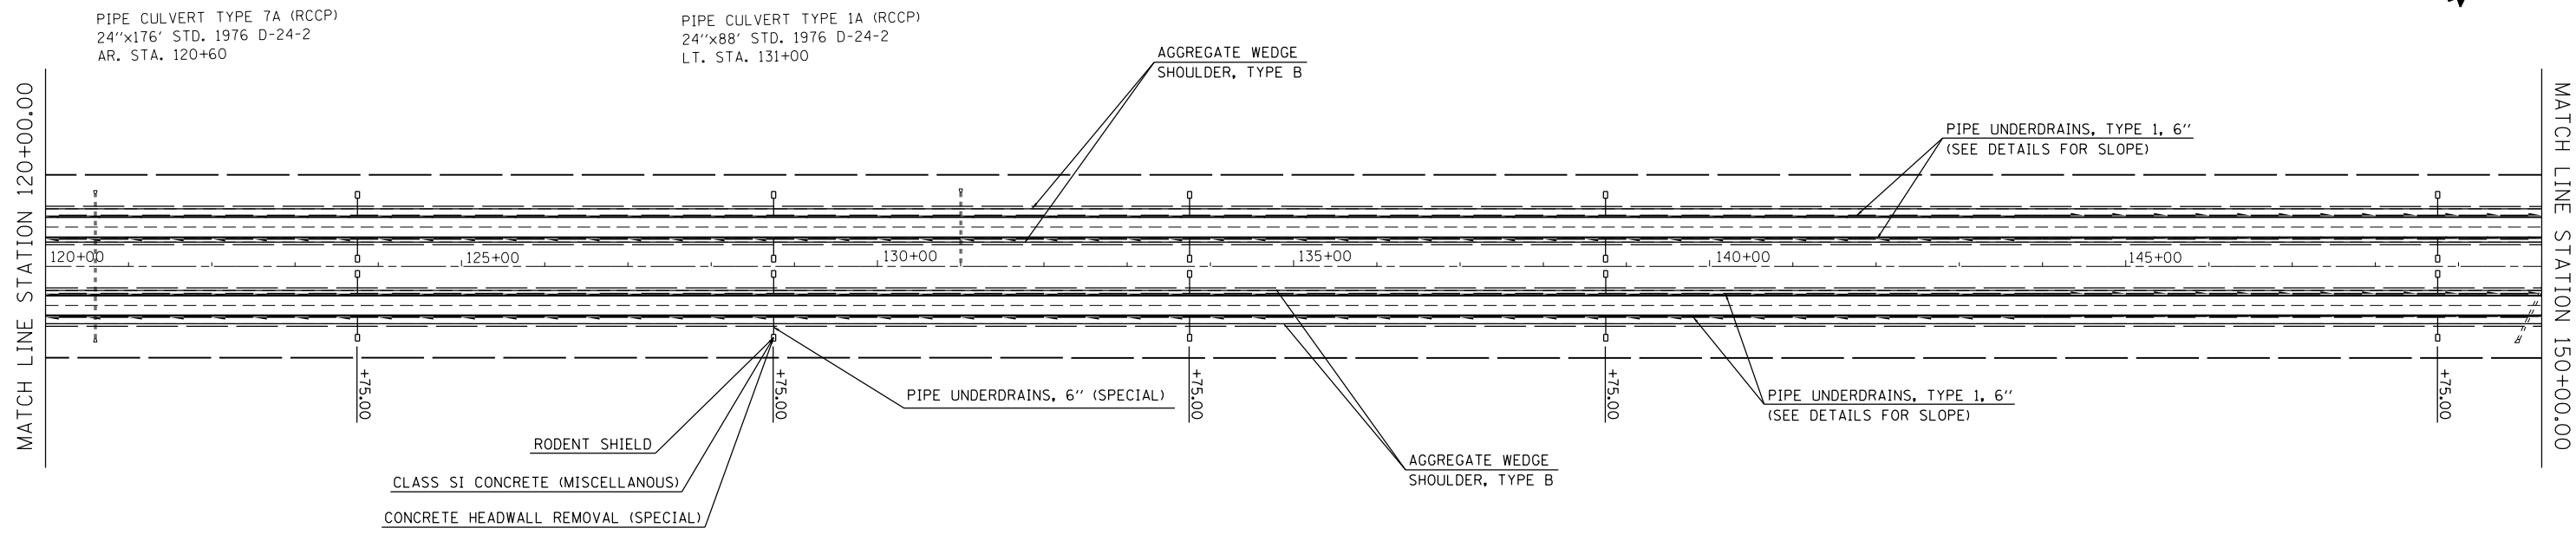 PIPE CULVERT TYPE 7A (RCCP)
24"x176' STD. 1976 D-24-2
AR. STA. 120+60
PIPE CULVERT TYPE 1A (RCCP)
24"x88' STD. 1976 D-24-2
LT. STA. 131+00
AGGREGATE WEDGE
SHOULDER, TYPE B
PIPE UNDERDRAINS, TYPE 1, 6"
(SEE DETAILS FOR SLOPE)
MATCH LINE STATION 120+00.00
MATCH LINE STATION 150+00.00
120+00
125+00
130+00
135+00
140+00
145+00
+75.00
+75.00
+75.00
+75.00
+75.00
PIPE UNDERDRAINS, 6" (SPECIAL)
PIPE UNDERDRAINS, TYPE 1, 6"
(SEE DETAILS FOR SLOPE)
RODENT SHIELD
AGGREGATE WEDGE
SHOULDER, TYPE B
CLASS SI CONCRETE (MISCELLANOUS)
CONCRETE HEADWALL REMOVAL (SPECIAL)